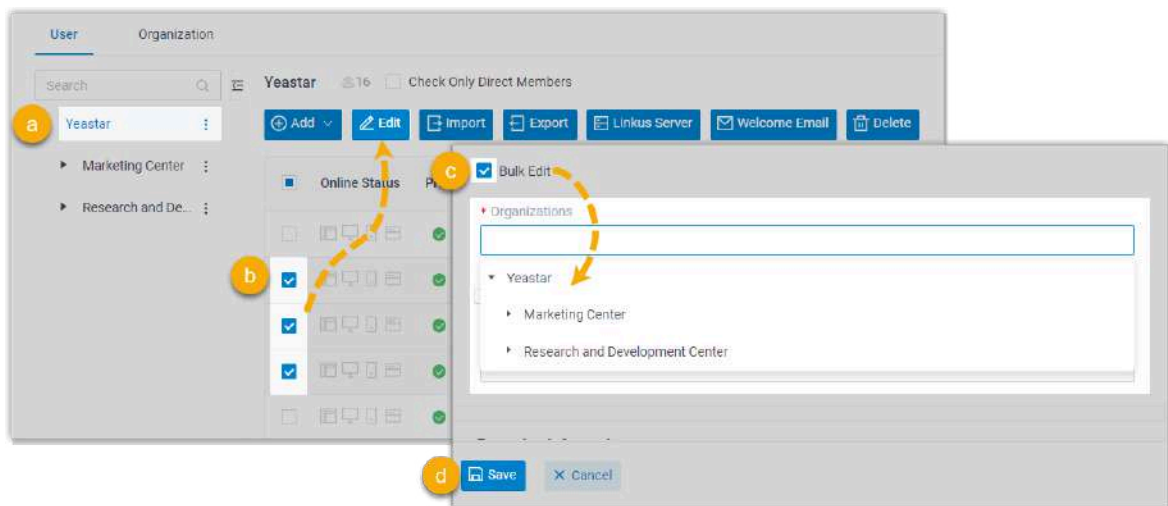 User Organization
Search
Yeastar 16 Check Only Direct Members
a Yeastar
Add Edit Import Export Linkus Server Welcome Email Delete
Marketing Center
Research and De...
Online Status
b
c Bulk Edit
* Organizations
Yeastar
Marketing Center
Research and Development Center
d Save Cancel